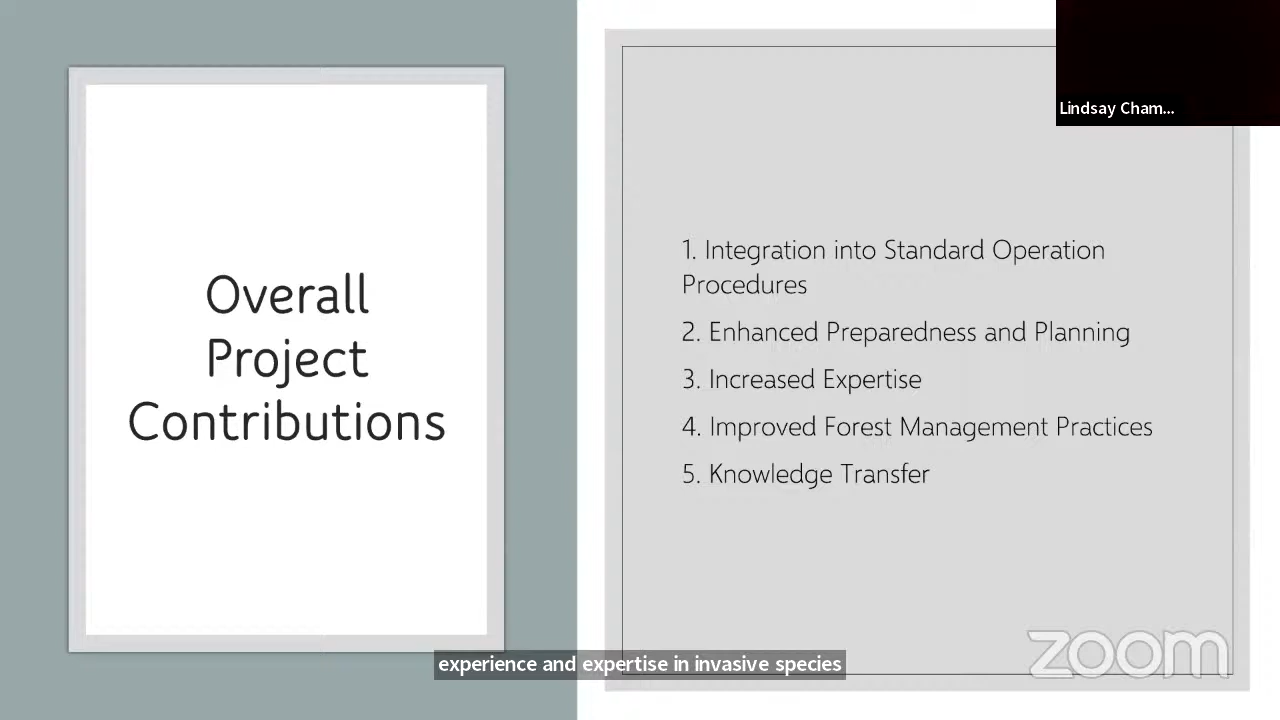 Lindsay Cham...
Overall
Project
Contributions
1. Integration into Standard Operation
Procedures
2. Enhanced Preparedness and Planning
3. Increased Expertise
4. Improved Forest Management Practices
5. Knowledge Transfer
experience and expertise in invasive species
zoom